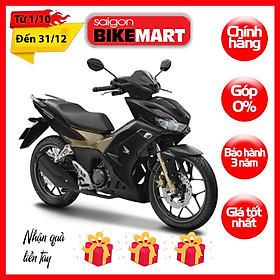 Từ 1/10
Đến 31/12
saigon
BIKEMART
Chính
hãng
Góp
0%
Bảo hành
3 năm
Giá tốt
nhất
Nhận quà
liền tay